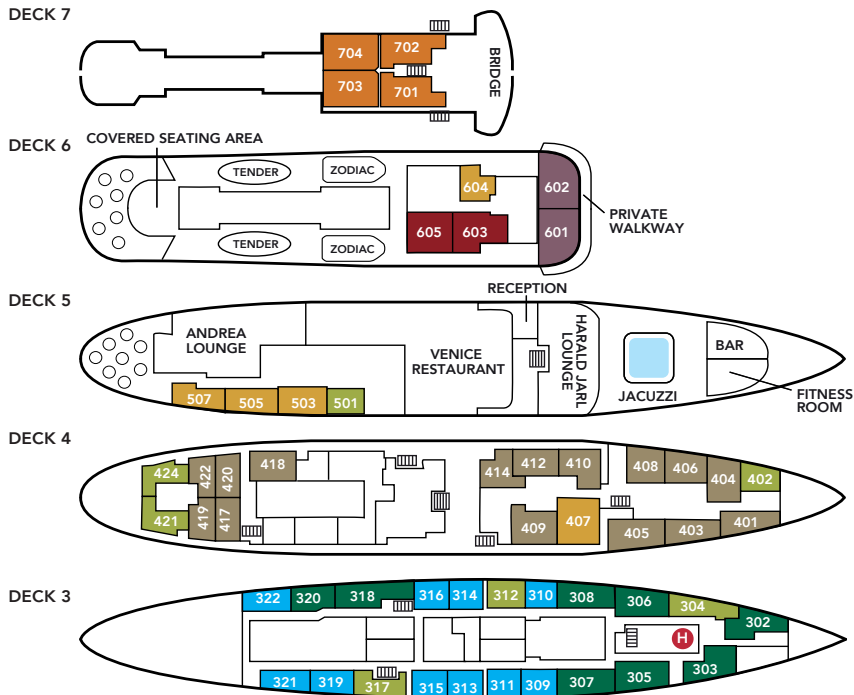 DECK 7
704
702
703
701
BRIDGE
DECK 6
COVERED SEATING AREA
TENDER
ZODIAC
604
602
605
603
601
TENDER
ZODIAC
PRIVATE
WALKWAY
DECK 5
RECEPTION
ANDREA
LOUNGE
VENICE
RESTAURANT
HARALD JARL
LOUNGE
JACUZZI
BAR
FITNESS
ROOM
507
505
503
501
DECK 4
424
422
420
418
414
412
410
408
406
404
402
421
419
417
409
407
405
403
401
DECK 3
322
320
318
316
314
312
310
308
306
304
302
H
321
319
317
315
313
311
309
307
305
303